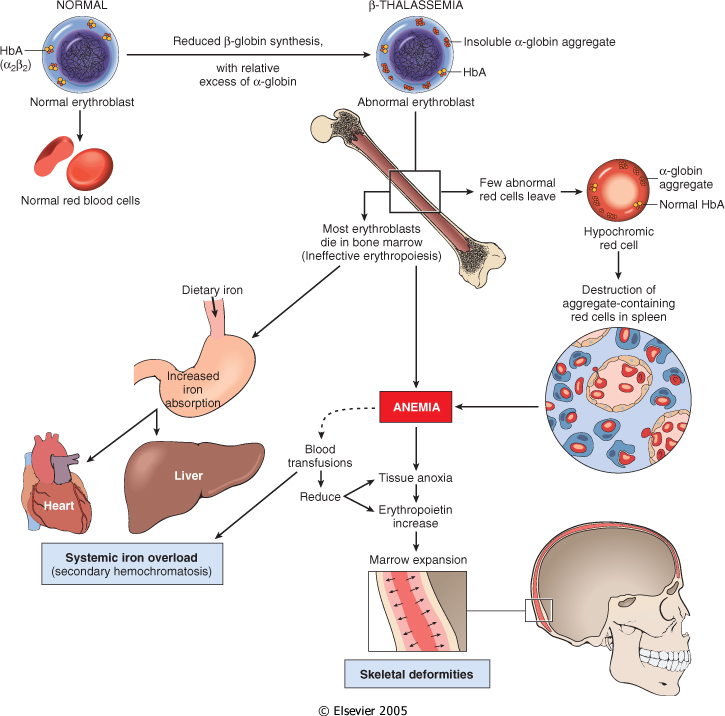 NORMAL
β-THALASSEMIA
HbA
(α₂β₂)
Reduced β-globin synthesis,
with relative
excess of α-globin
Insoluble α-globin aggregate
HbA
Normal erythroblast
Abnormal erythroblast
Normal red blood cells
Few abnormal
red cells leave
α-globin
aggregate
Normal HbA
Hypochromic
red cell
Most erythroblasts
die in bone marrow
(Ineffective erythropoiesis)
Dietary iron
Destruction of
aggregate-containing
red cells in spleen
Increased
iron
absorption
ANEMIA
Blood
transfusions
Reduce
Tissue anoxia
Erythropoietin
increase
Heart
Liver
Systemic iron overload
(secondary hemochromatosis)
Marrow expansion
Skeletal deformities
© Elsevier 2005